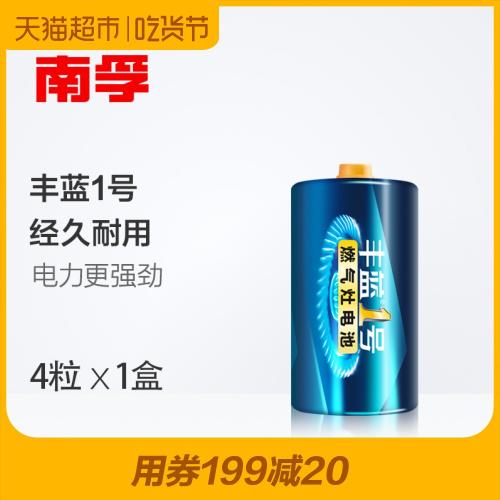 天猫超市|吃货节
南孚
丰蓝1号
经久耐用
电力更强劲
4粒 X 1盒
丰蓝1号
燃气灶电池
用券199减20